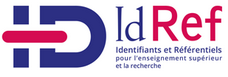 IdRef
Identifiants et Référentiels
pour l'enseignement supérieur
et la recherche